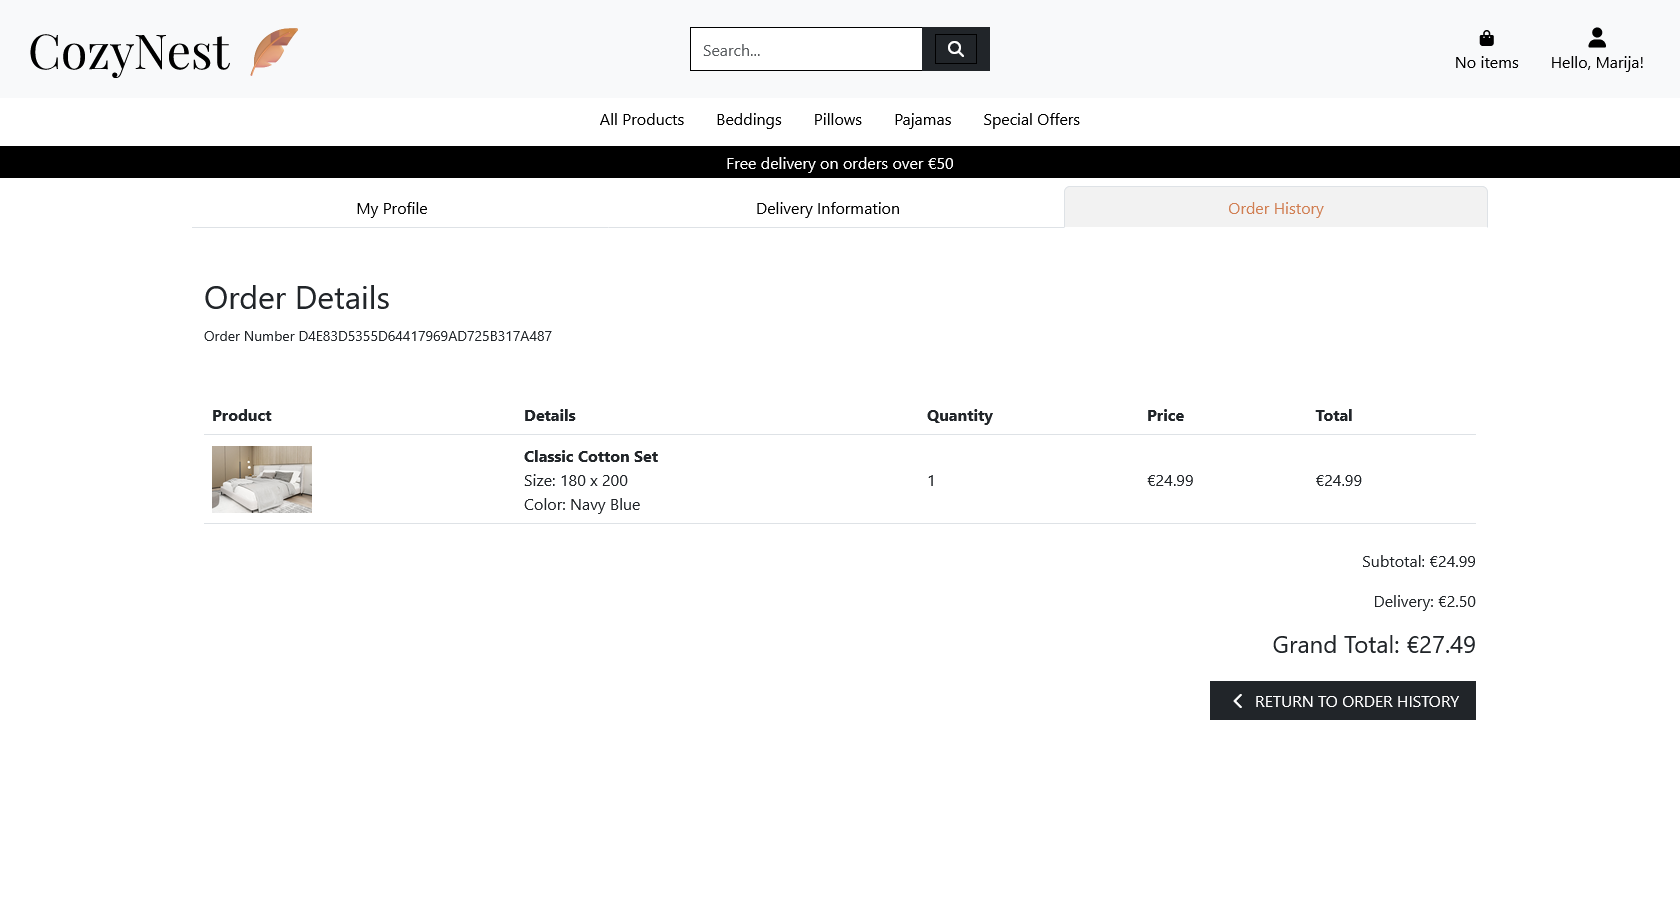 CozyNest
Search...
No items
Hello, Marija!
All Products Beddings Pillows Pajamas Special Offers
Free delivery on orders over €50
My Profile Delivery Information Order History
Order Details
Order Number D4E83D5355D64417969AD725B317A487
Product Details Quantity Price Total
Classic Cotton Set
Size: 180 x 200
Color: Navy Blue
1 €24.99 €24.99
Subtotal: €24.99
Delivery: €2.50
Grand Total: €27.49
RETURN TO ORDER HISTORY